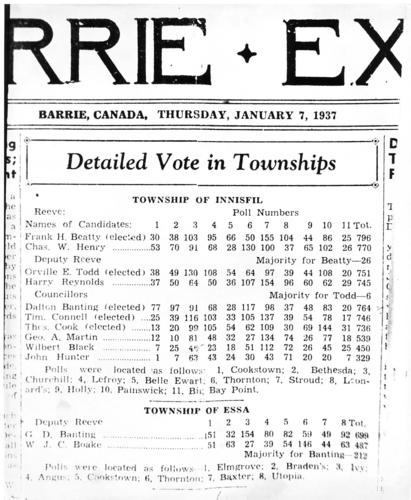 RRIE · EX
BARRIE, CANADA, THURSDAY, JANUARY 7, 1937
Detailed Vote in Townships
TOWNSHIP OF INNISFIL
Reeve: Poll Numbers
Names of Candidates: 1 2 3 4 5 6 7 8 9 10 11 Tot.
Frank H. Beatty (elected) 30 38 103 95 66 50 155 104 44 86 25 796
Chas. W. Henry ............53 70 91 68 28 130 100 37 65 102 26 770
Deputy Reeve Majority for Beatty—26
Orville E. Todd (elected) 38 49 130 108 54 64 97 39 44 108 20 751
Harry Reynolds ............37 50 64 50 36 107 154 96 60 62 29 745
Councillors Majority for Todd—6
Dalton Banting (elected) 77 97 91 68 28 117 98 37 48 83 20 764
Tim. Connell (elected)....25 39 116 103 33 105 137 39 54 78 17 746
Thos. Cook (elected)......13 20 99 105 54 62 109 30 69 144 31 736
Geo. A. Martin ............12 10 81 48 32 27 134 74 26 77 18 539
Wilbert Black ............7 25 23 18 51 112 72 26 45 25 450
John Hunter ............1 7 63 43 24 30 43 71 20 20 7 329
Polls were located as follows: 1, Cookstown; 2, Bethesda; 3,
Churchill; 4, Lefroy; 5, Belle Ewart; 6, Thornton; 7, Stroud; 8, Leon-
ard's; 9, Holly; 10, Painswick; 11, Big Bay Point.
TOWNSHIP OF ESSA
Deputy Reeve 1 2 3 4 5 6 7 8 Tot.
G. D. Banting ............151 32 154 80 82 59 49 92 699
W. J. C. Boake ............51 63 27 39 54 146 44 63 487
Majority for Banting—212
Polls were located as follows—1, Elmgrove; 2, Braden's; 3, Ivy;
4, Angus; 5, Cookstown; 6, Thornton; 7, Baxter; 8, Utopia.